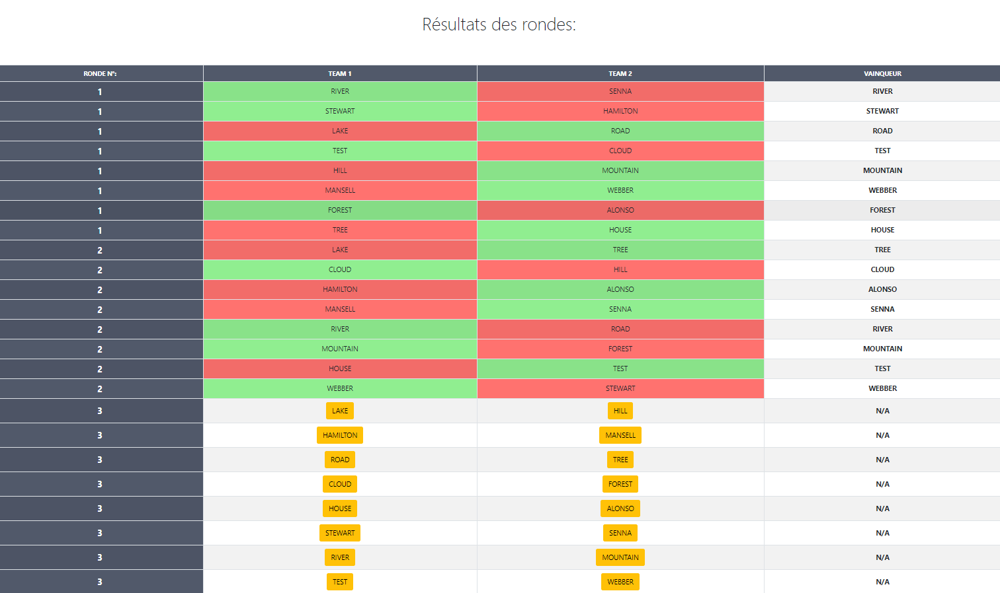 Résultats des rondes:
RONDE N°: TEAM 1 TEAM 2 VAINQUEUR
1 RIVER SENNA RIVER
1 STEWART HAMILTON STEWART
1 LAKE ROAD ROAD
1 TEST CLOUD TEST
1 HILL MOUNTAIN MOUNTAIN
1 MANSELL WEBBER WEBBER
1 FOREST ALONSO FOREST
1 TREE HOUSE HOUSE
2 LAKE TREE TREE
2 CLOUD HILL CLOUD
2 HAMILTON ALONSO ALONSO
2 MANSELL SENNA SENNA
2 RIVER ROAD RIVER
2 MOUNTAIN FOREST MOUNTAIN
2 HOUSE TEST TEST
2 WEBBER STEWART WEBBER
3 LAKE HILL N/A
3 HAMILTON MANSELL N/A
3 ROAD TREE N/A
3 CLOUD FOREST N/A
3 HOUSE ALONSO N/A
3 STEWART SENNA N/A
3 RIVER MOUNTAIN N/A
3 TEST WEBBER N/A